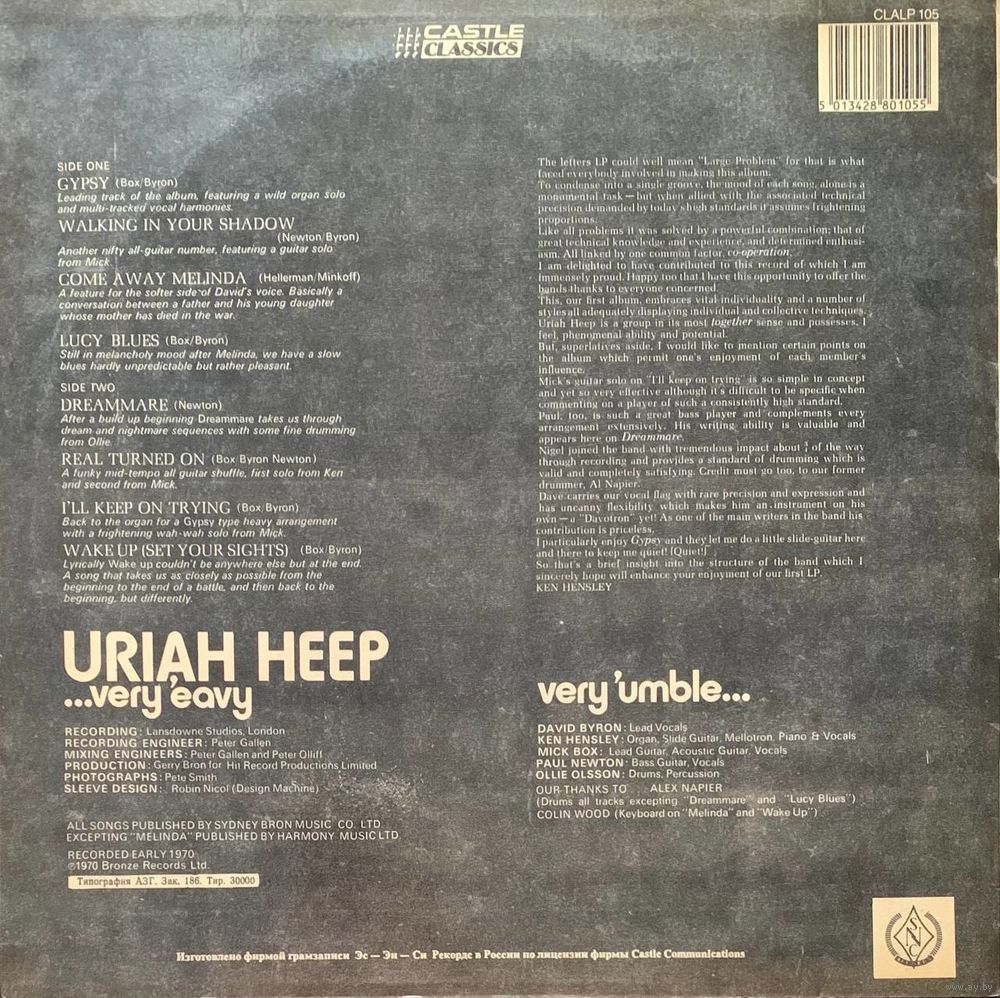 CASTLE
CLASSICS
CLALP 105
5 013428 801055
SIDE ONE
GYPSY (Box/Byron)
Leading track of the album, featuring a wild organ solo
and multi-tracked vocal harmonies.
WALKING IN YOUR SHADOW
(Newton/Byron)
Another nifty all-guitar number, featuring a guitar solo
from Mick.
COME AWAY MELINDA (Hellerman/Minkoff)
A feature for the softer side of David's voice. Basically a
conversation between a father and his young daughter
whose mother has died in the war.
LUCY BLUES (Box/Byron)
Still in melancholy mood after Melinda, we have a slow
blues hardly unpredictable but rather pleasant.
SIDE TWO
DREAMMARE (Newton)
After a build up beginning Dreammare takes us through
dream and nightmare sequences with some fine drumming
from Ollie.
REAL TURNED ON (Box Byron Newton)
A funky mid-tempo all guitar shuffle, first solo from Ken
and second from Mick.
I'LL KEEP ON TRYING (Box/Byron)
Back to the organ for a Gypsy type heavy arrangement
with a frightening wah-wah solo from Mick.
WAKE UP (SET YOUR SIGHTS) (Box/Byron)
Lyrically Wake up couldn't be anywhere else but at the end.
A song that takes us as closely as possible from the
beginning to the end of a battle, and then back to the
beginning, but differently.
The letters LP could well mean "Large Problem" for that is what
faced everybody involved in making this album.
To condense into a single groove, the mood of each song, alone is a
monumental task — but when allied with the associated technical
precision demanded by today's high standards it assumes frightening
proportions.
Like all problems it was solved by a powerful combination; that of
great technical knowledge and experience, and determined enthusi-
asm. All linked by one common factor, co-operation.
I am delighted to have contributed to this record of which I am
immensely proud. Happy too that I have this opportunity to offer the
bands thanks to everyone concerned.
This, our first album, embraces vital individuality and a number of
styles all adequately displaying individual and collective techniques.
Uriah Heep is a group in its most together sense and possesses, I
feel, phenomenal ability and potential.
But, superlatives aside, I would like to mention certain points on
the album which permit one's enjoyment of each member's
influence.
Mick's guitar solo on "I'll keep on trying" is so simple in concept
and yet so very effective although it's difficult to be specific when
commenting on a player of such a consistently high standard.
Paul, too, is such a great bass player and complements every
arrangement extensively. His writing ability is valuable and
appears here on Dreammare.
Nigel joined the band with tremendous impact about of the way
through recording and provides a standard of drumming which is
valid and completely satisfying. Credit must go too, to our former
drummer, Al Napier.
Dave carries our vocal flag with rare precision and expression and
has uncanny flexibility which makes him an instrument on his
own — a "Davotron" yet! As one of the main writers in the band his
contribution is priceless.
I particularly enjoy Gypsy and they let me do a little slide-guitar here
and there to keep me quiet! (Quiet!)
So that's a brief insight into the structure of the band which I
sincerely hope will enhance your enjoyment of our first LP.
KEN HENSLEY
URIAH HEEP
...very 'eavy
very 'umble...
RECORDING: Lansdowne Studios, London
RECORDING ENGINEER: Peter Gallen
MIXING ENGINEERS: Peter Gallen and Peter Olliff
PRODUCTION: Gerry Bron for Hit Record Productions Limited
PHOTOGRAPHS: Pete Smith
SLEEVE DESIGN: Robin Nicol (Design Machine)
ALL SONGS PUBLISHED BY SYDNEY BRON MUSIC CO. LTD
EXCEPTING "MELINDA" PUBLISHED BY HARMONY MUSIC LTD
RECORDED EARLY 1970
℗1970 Bronze Records Ltd.
Типография АЗГ. Зак. 186. Тир. 30000
DAVID BYRON: Lead Vocals
KEN HENSLEY: Organ, Slide Guitar, Mellotron, Piano & Vocals
MICK BOX: Lead Guitar, Acoustic Guitar, Vocals
PAUL NEWTON: Bass Guitar, Vocals
OLLIE OLSSON: Drums, Percussion
OUR THANKS TO .. ALEX NAPIER
(Drums all tracks excepting "Dreammare" and "Lucy Blues")
COLIN WOOD (Keyboard on "Melinda" and "Wake Up")
Изготовлено фирмой грамзаписи Эс — Эн — Си Рекордс в России по лицензии фирмы Castle Communications
SNC
RECORDS
www.ay.by